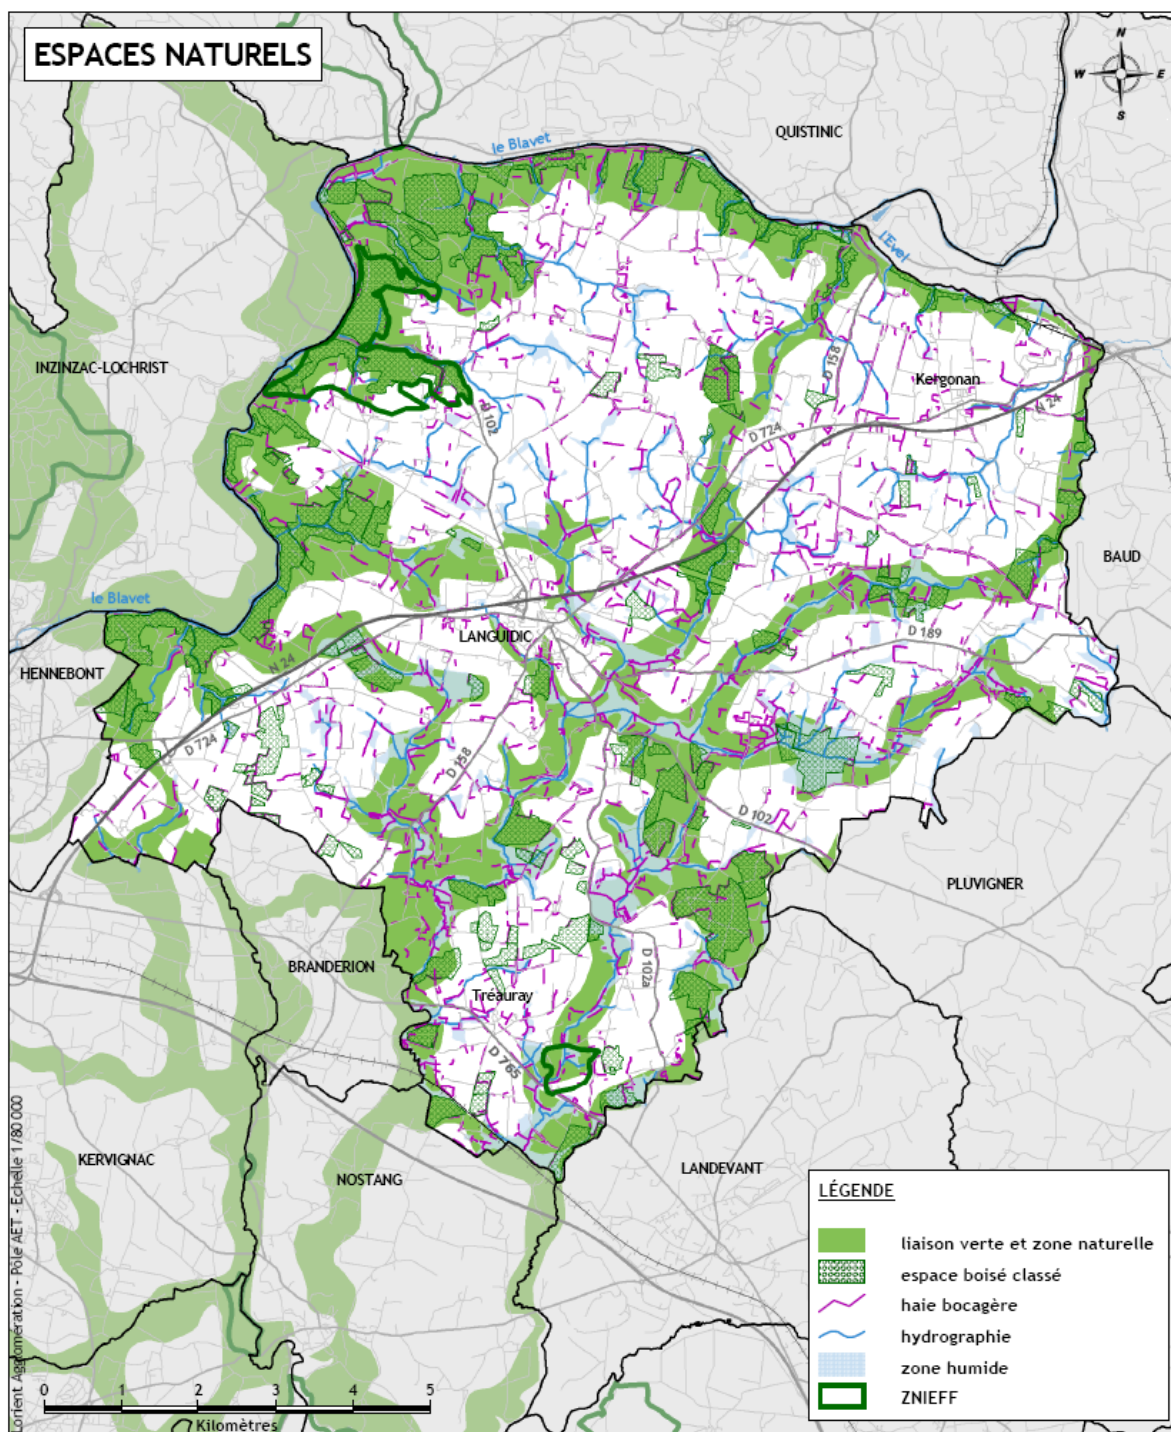 ESPACES NATURELS
N
W
E
S
QUISTINIC
le Blavet
l'Evel
INZINZAC-LOCHRIST
D 158
Kergonan
D 102
N 24
D 724
BAUD
le Blavet
LANGUIDIC
D 189
HENNEBONT
N 24
D 724
D 158
D 102
PLUVIGNER
BRANDERION
D 102a
Tréauray
D 765
KERVIGNAC
NOSTANG
LANDEVANT
LÉGENDE
liaison verte et zone naturelle
espace boisé classé
haie bocagère
hydrographie
zone humide
ZNIEFF
0 1 2 3 4 5
Kilomètres
Lorient Agglomération - Pôle AET - Echelle 1/80 000